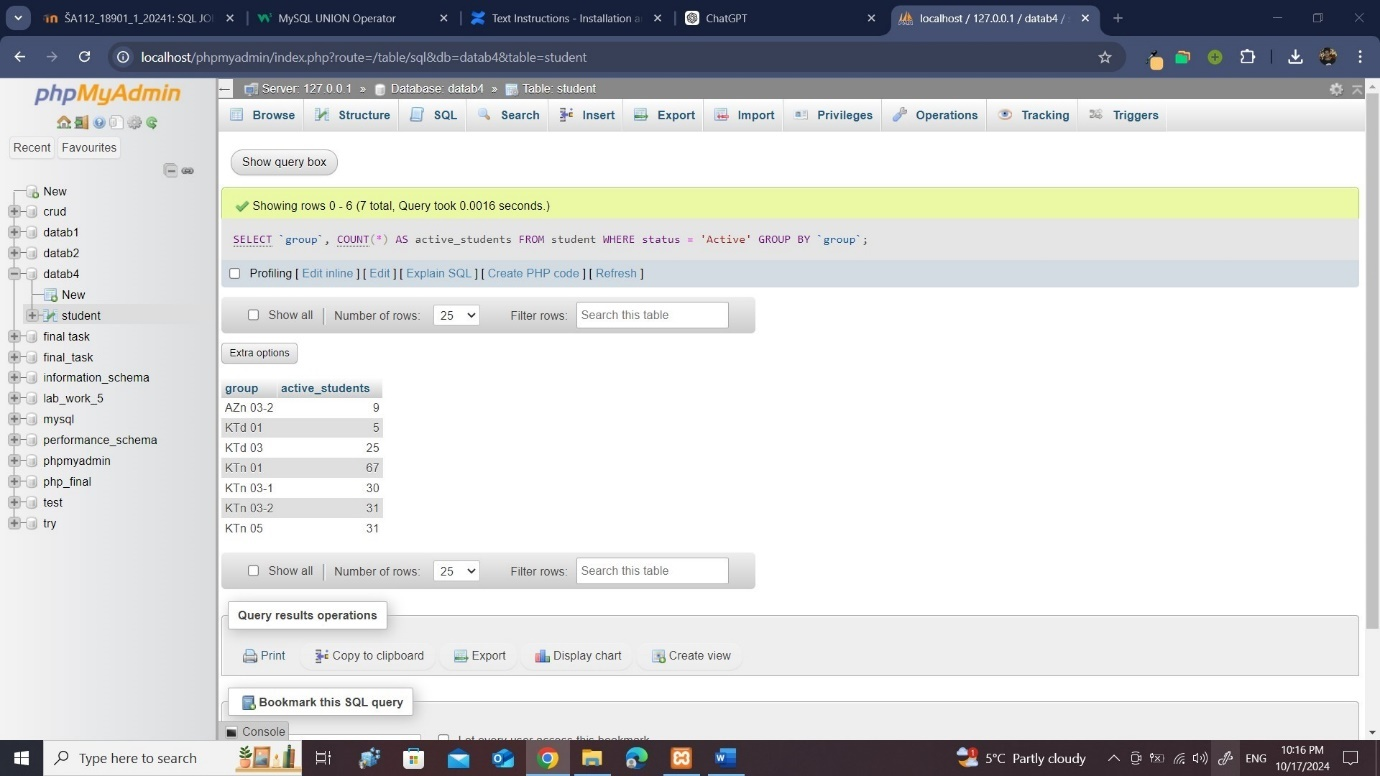 ŠA112_18901_1_20241: SQL JO
MySQL UNION Operator
Text Instructions - Installation a
ChatGPT
localhost / 127.0.0.1 / datab4 /
localhost/phpmyadmin/index.php?route=/table/sql&db=datab4&table=student
phpMyAdmin
Recent Favourites
New
crud
datab1
datab2
datab4
New
student
final task
final_task
information_schema
lab_work_5
mysql
performance_schema
phpmyadmin
php_final
test
try
Server: 127.0.0.1 » Database: datab4 » Table: student
Browse Structure SQL Search Insert Export Import Privileges Operations Tracking Triggers
Show query box
Showing rows 0 - 6 (7 total, Query took 0.0016 seconds.)
SELECT `group`, COUNT(*) AS active_students FROM student WHERE status = 'Active' GROUP BY `group`;
Profiling [ Edit inline ] [ Edit ] [ Explain SQL ] [ Create PHP code ] [ Refresh ]
Show all Number of rows: 25 Filter rows: Search this table
Extra options
group active_students
AZn 03-2 9
KTd 01 5
KTd 03 25
KTn 01 67
KTn 03-1 30
KTn 03-2 31
KTn 05 31
Show all Number of rows: 25 Filter rows: Search this table
Query results operations
Print Copy to clipboard Export Display chart Create view
Bookmark this SQL query
Console
Let every user access this bookmark
Type here to search
5°C Partly cloudy
ENG
10:16 PM
10/17/2024